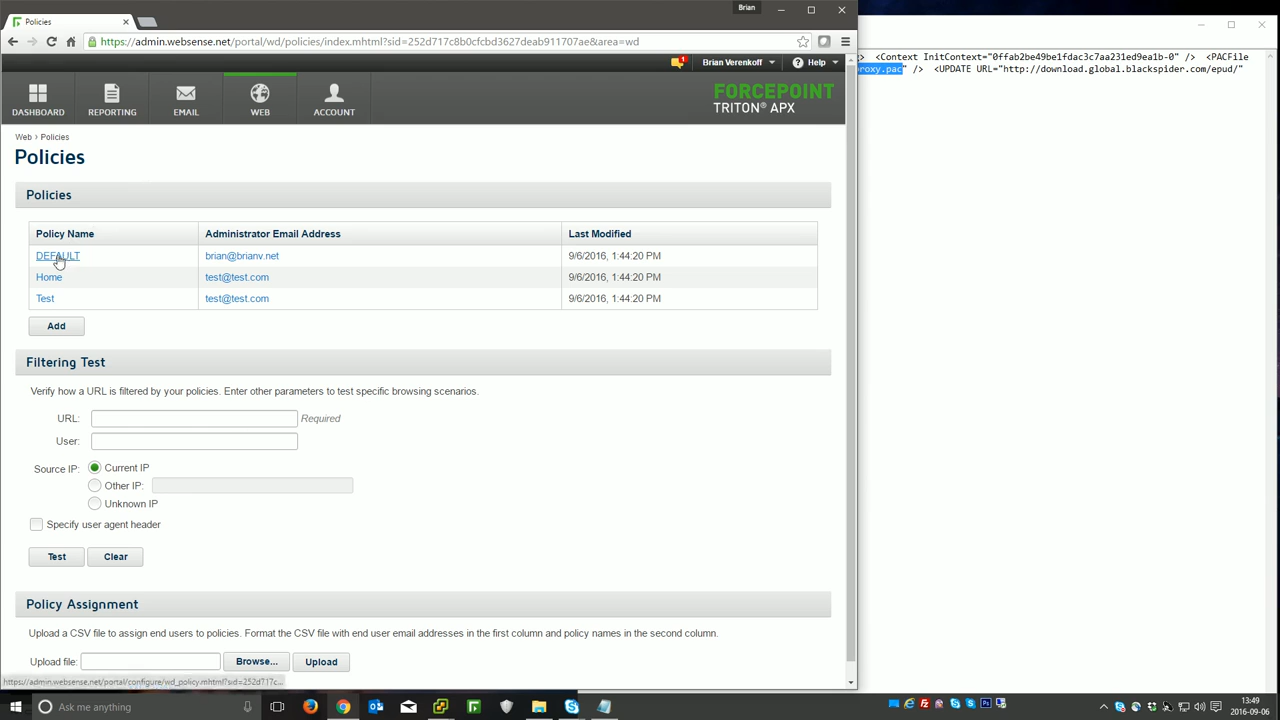 Policies
Brian
https://admin.websense.net/portal/wd/policies/index.mhtml?sid=252d717c8b0cfcbd3627deab911707ae&area=wd
> <Context InitContext="0ffab2be49be1fdac3c7aa231ed9ea1b-0" /> <PACFile
proxy.pac" /> <UPDATE URL="http://download.global.blackspider.com/epud/"
Brian Verenkoff
Help
DASHBOARD
REPORTING
EMAIL
WEB
ACCOUNT
FORCEPOINT
TRITON® APX
Web > Policies
Policies
Policies
Policy Name Administrator Email Address Last Modified
DEFAULT brian@brianv.net 9/6/2016, 1:44:20 PM
Home test@test.com 9/6/2016, 1:44:20 PM
Test test@test.com 9/6/2016, 1:44:20 PM
Add
Filtering Test
Verify how a URL is filtered by your policies. Enter other parameters to test specific browsing scenarios.
URL: Required
User:
Source IP: Current IP
Other IP:
Unknown IP
Specify user agent header
Test Clear
Policy Assignment
Upload a CSV file to assign end users to policies. Format the CSV file with end user email addresses in the first column and policy names in the second column.
Upload file: Browse... Upload
https://admin.websense.net/portal/configure/wd_policy.mhtml?sid=252d717c...
Ask me anything
13:49
2016-09-06